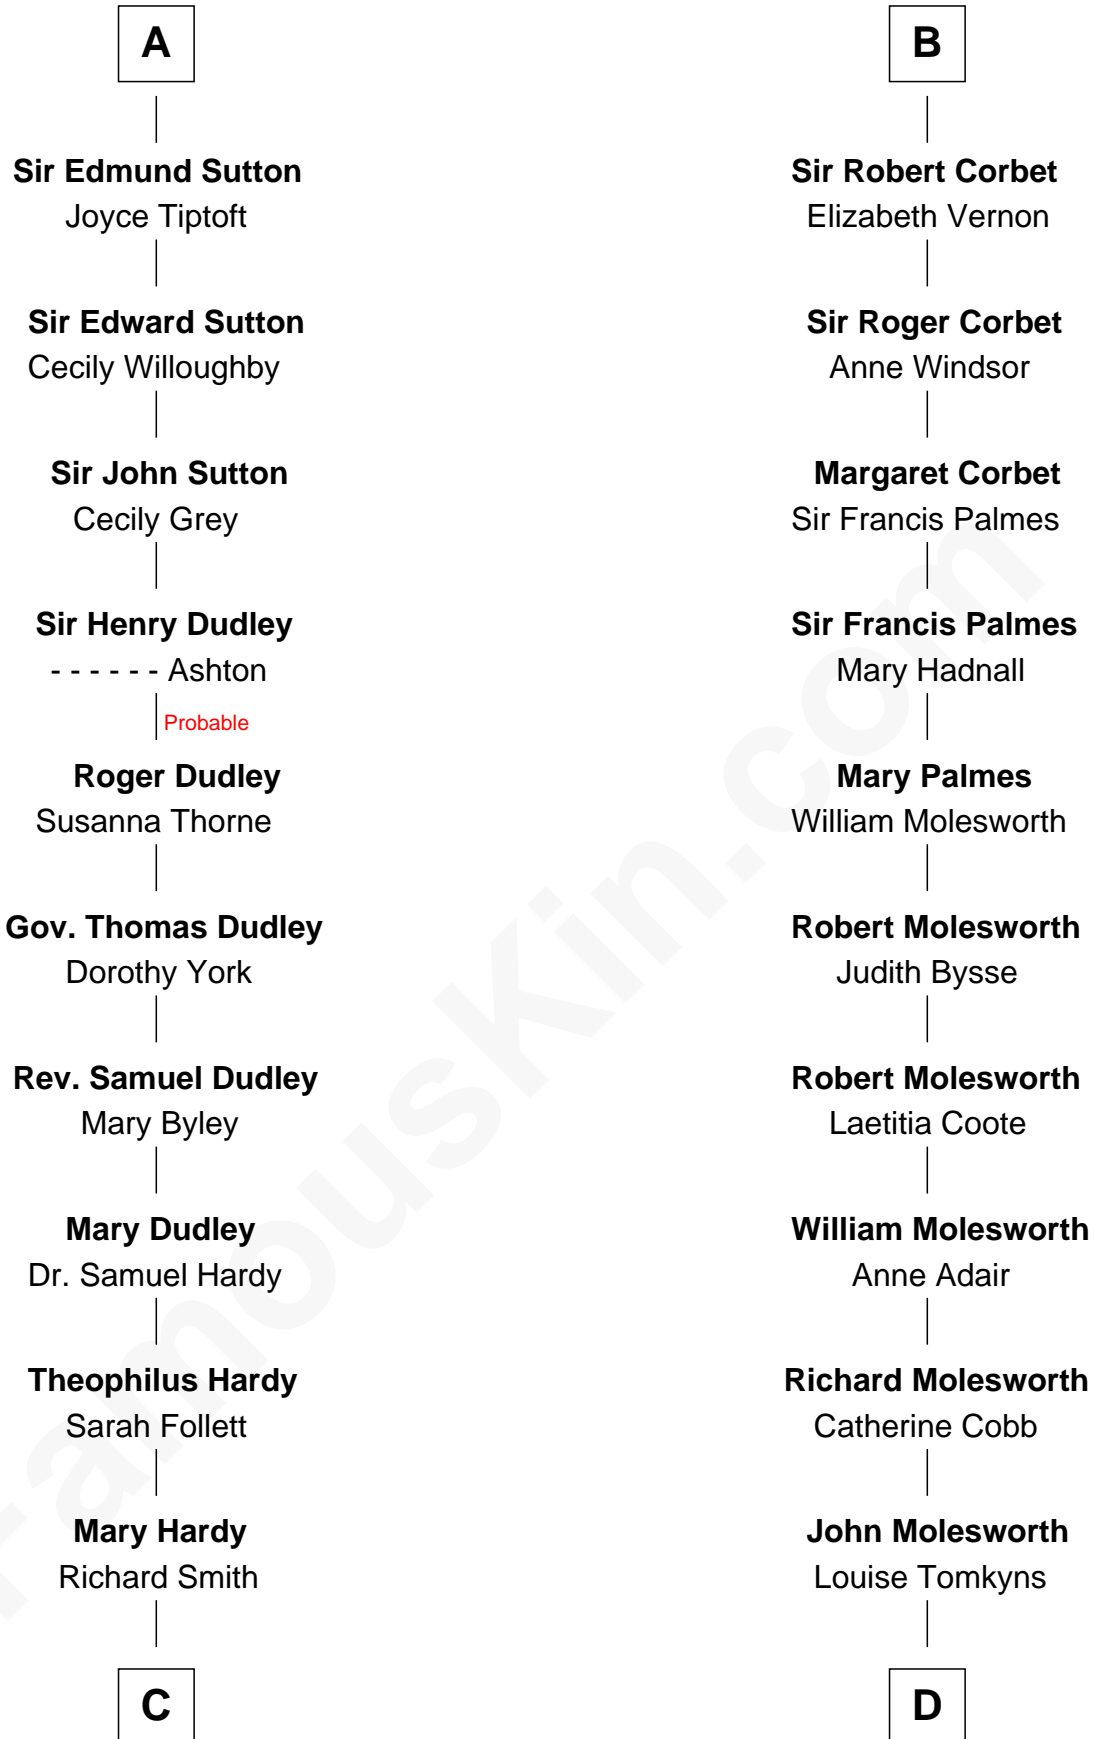 A
Sir Edmund Sutton
Joyce Tiptoft
Sir Edward Sutton
Cecily Willoughby
Sir John Sutton
Cecily Grey
Sir Henry Dudley
- - - - - - Ashton
Probable
Roger Dudley
Susanna Thorne
Gov. Thomas Dudley
Dorothy York
Rev. Samuel Dudley
Mary Byley
Mary Dudley
Dr. Samuel Hardy
Theophilus Hardy
Sarah Follett
Mary Hardy
Richard Smith
C
B
Sir Robert Corbet
Elizabeth Vernon
Sir Roger Corbet
Anne Windsor
Margaret Corbet
Sir Francis Palmes
Sir Francis Palmes
Mary Hadnall
Mary Palmes
William Molesworth
Robert Molesworth
Judith Bysse
Robert Molesworth
Laetitia Coote
William Molesworth
Anne Adair
Richard Molesworth
Catherine Cobb
John Molesworth
Louise Tomkyns
D
FamousKin.com